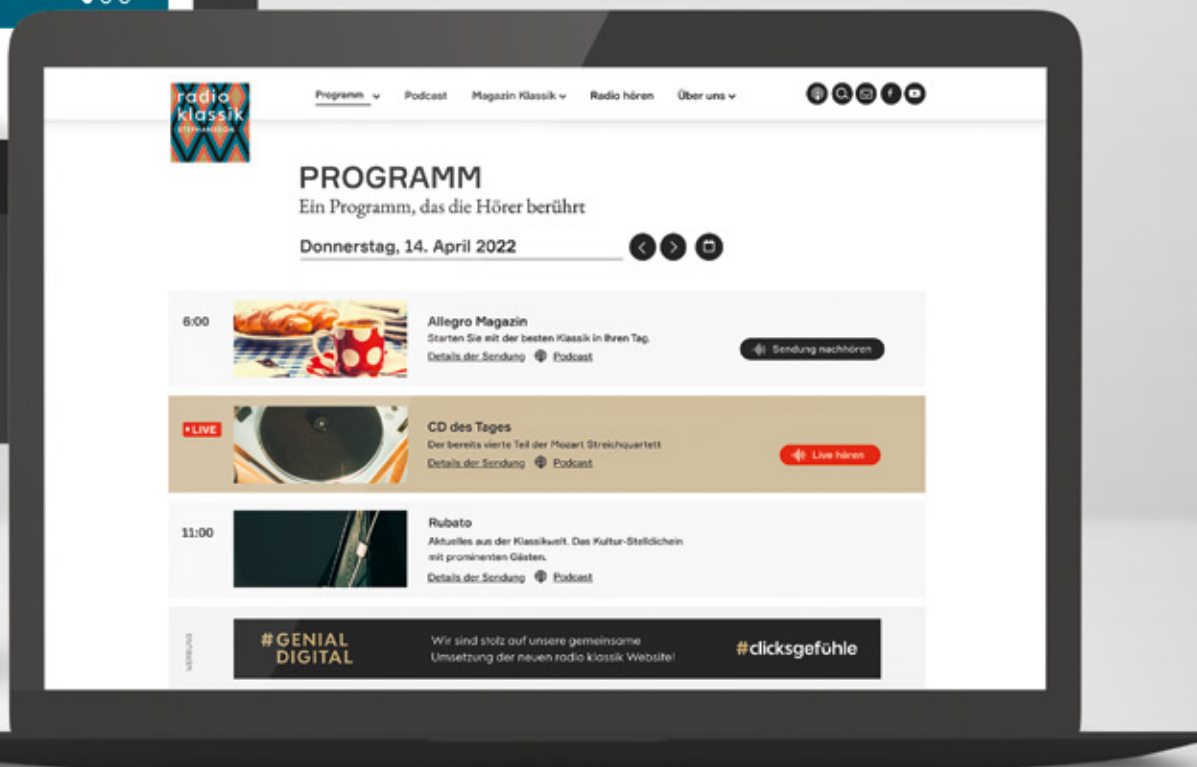 radio
klassik
STEPHANSDOM
Programm
Podcast
Magazin Klassik
Radio hören
Über uns
PROGRAMM
Ein Programm, das die Hörer berührt
Donnerstag, 14. April 2022
6:00
Allegro Magazin
Starten Sie mit der besten Klassik in Ihren Tag.
Details der Sendung Podcast
Sendung nachhören
LIVE
CD des Tages
Der bereits vierte Teil der Mozart Streichquartett
Details der Sendung Podcast
Live hören
11:00
Rubato
Aktuelles aus der Klassikwelt. Das Kultur-Stelldichein
mit prominenten Gästen.
Details der Sendung Podcast
WERBUNG
#GENIAL
DIGITAL
Wir sind stolz auf unsere gemeinsame
Umsetzung der neuen radio klassik Website!
#clicksgefühle